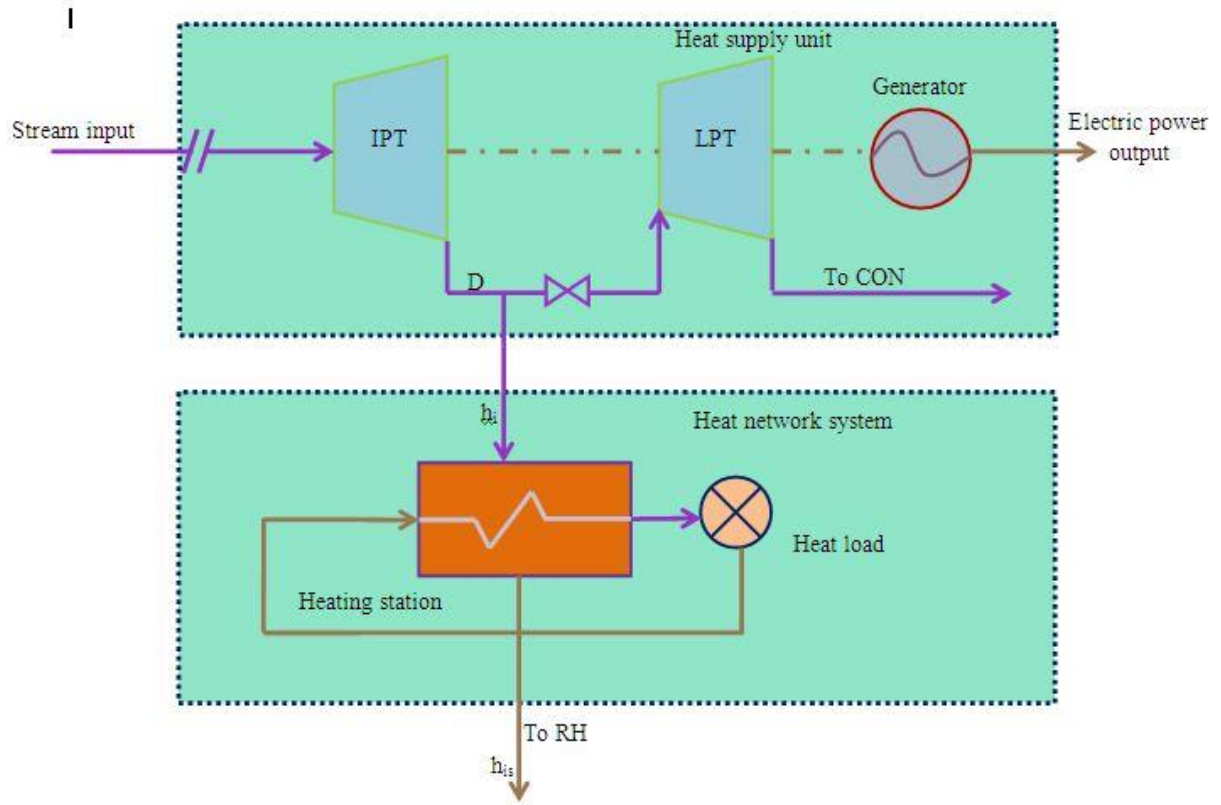 I
Heat supply unit
Generator
Stream input
IPT
LPT
Electric power
output
D
To CON
hi
Heat network system
Heat load
Heating station
To RH
his